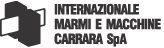 INTERNAZIONALE
MARMI E MACCHINE
CARRARA SpA